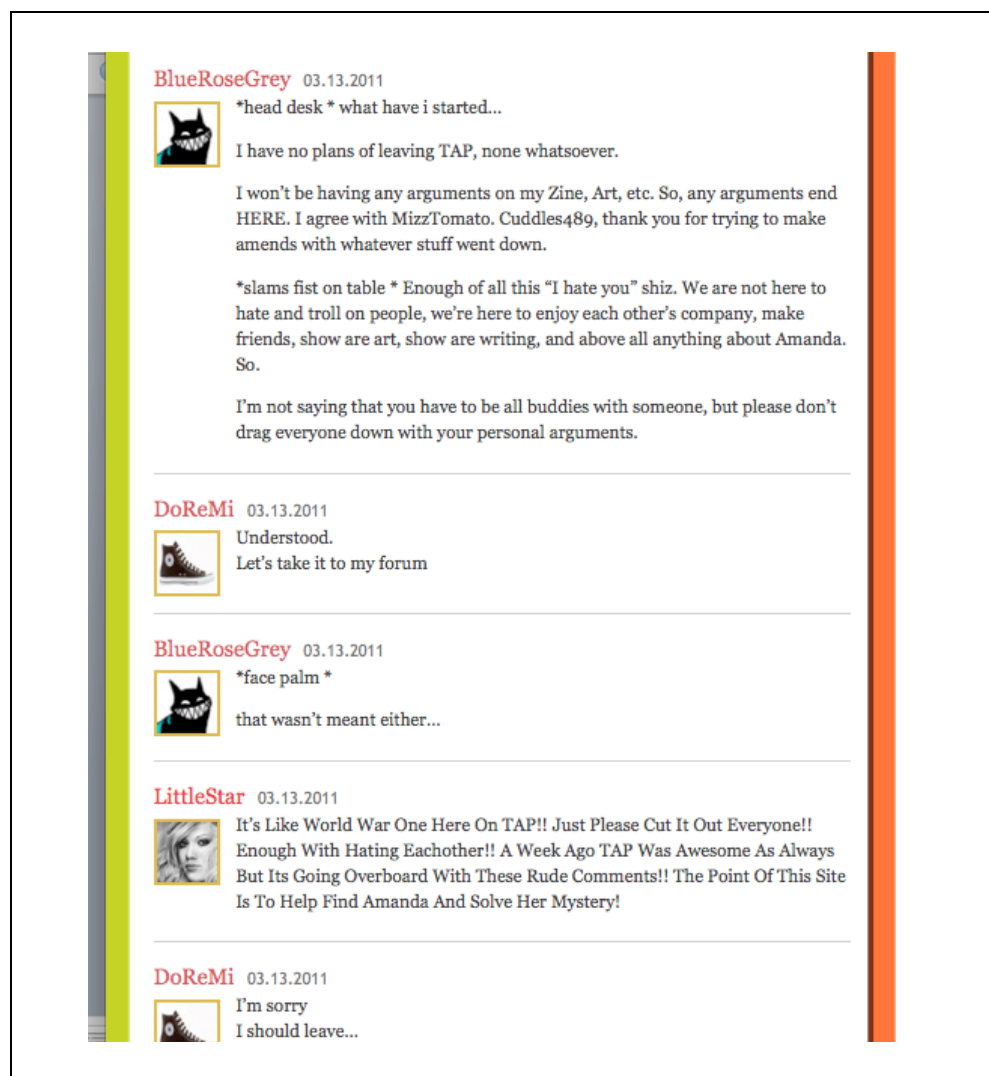 BlueRoseGrey 03.13.2011
*head desk * what have i started...
I have no plans of leaving TAP, none whatsoever.
I won’t be having any arguments on my Zine, Art, etc. So, any arguments end
HERE. I agree with MizzTomato. Cuddles489, thank you for trying to make
amends with whatever stuff went down.
*slams fist on table * Enough of all this “I hate you” shiz. We are not here to
hate and troll on people, we’re here to enjoy each other’s company, make
friends, show are art, show are writing, and above all anything about Amanda.
So.
I’m not saying that you have to be all buddies with someone, but please don’t
drag everyone down with your personal arguments.
DoReMi 03.13.2011
Understood.
Let’s take it to my forum
BlueRoseGrey 03.13.2011
*face palm *
that wasn’t meant either...
LittleStar 03.13.2011
It’s Like World War One Here On TAP!! Just Please Cut It Out Everyone!!
Enough With Hating Eachother!! A Week Ago TAP Was Awesome As Always
But Its Going Overboard With These Rude Comments!! The Point Of This Site
Is To Help Find Amanda And Solve Her Mystery!
DoReMi 03.13.2011
I’m sorry
I should leave...